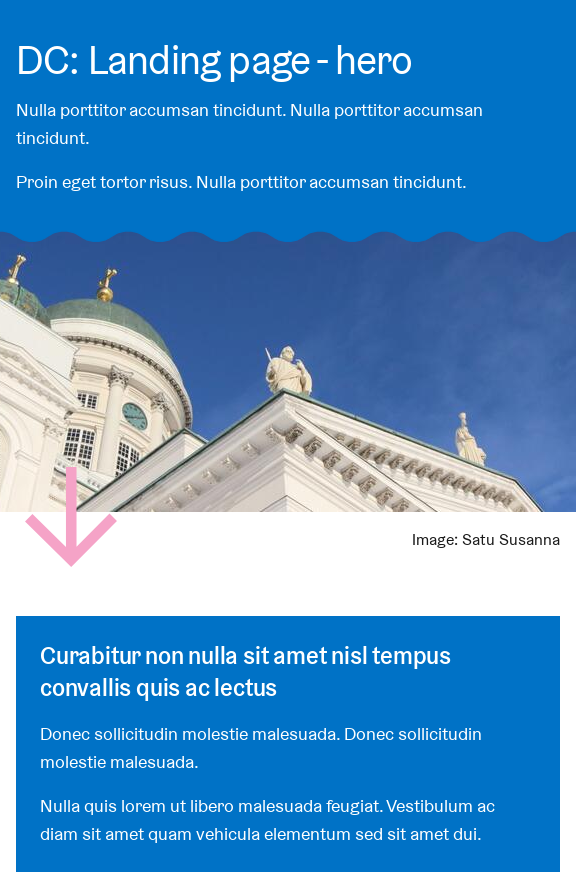 DC: Landing page - hero
Nulla porttitor accumsan tincidunt. Nulla porttitor accumsan
tincidunt.
Proin eget tortor risus. Nulla porttitor accumsan tincidunt.
Image: Satu Susanna
Curabitur non nulla sit amet nisl tempus
convallis quis ac lectus
Donec sollicitudin molestie malesuada. Donec sollicitudin
molestie malesuada.
Nulla quis lorem ut libero malesuada feugiat. Vestibulum ac
diam sit amet quam vehicula elementum sed sit amet dui.